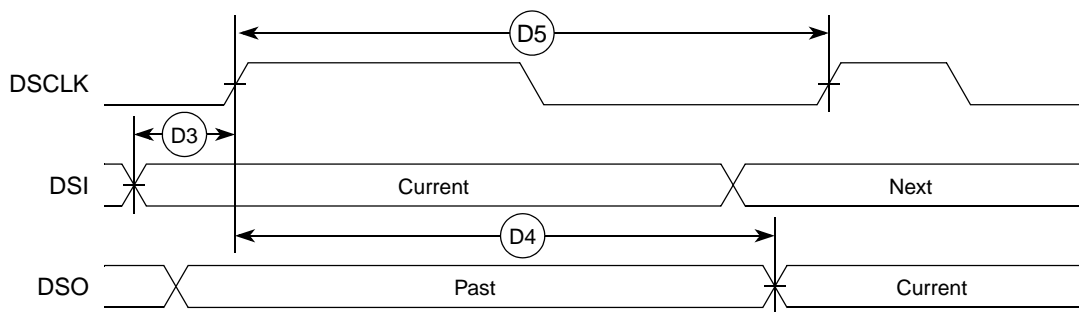 D5
DSCLK
D3
DSI Current Next
D4
DSO Past Current